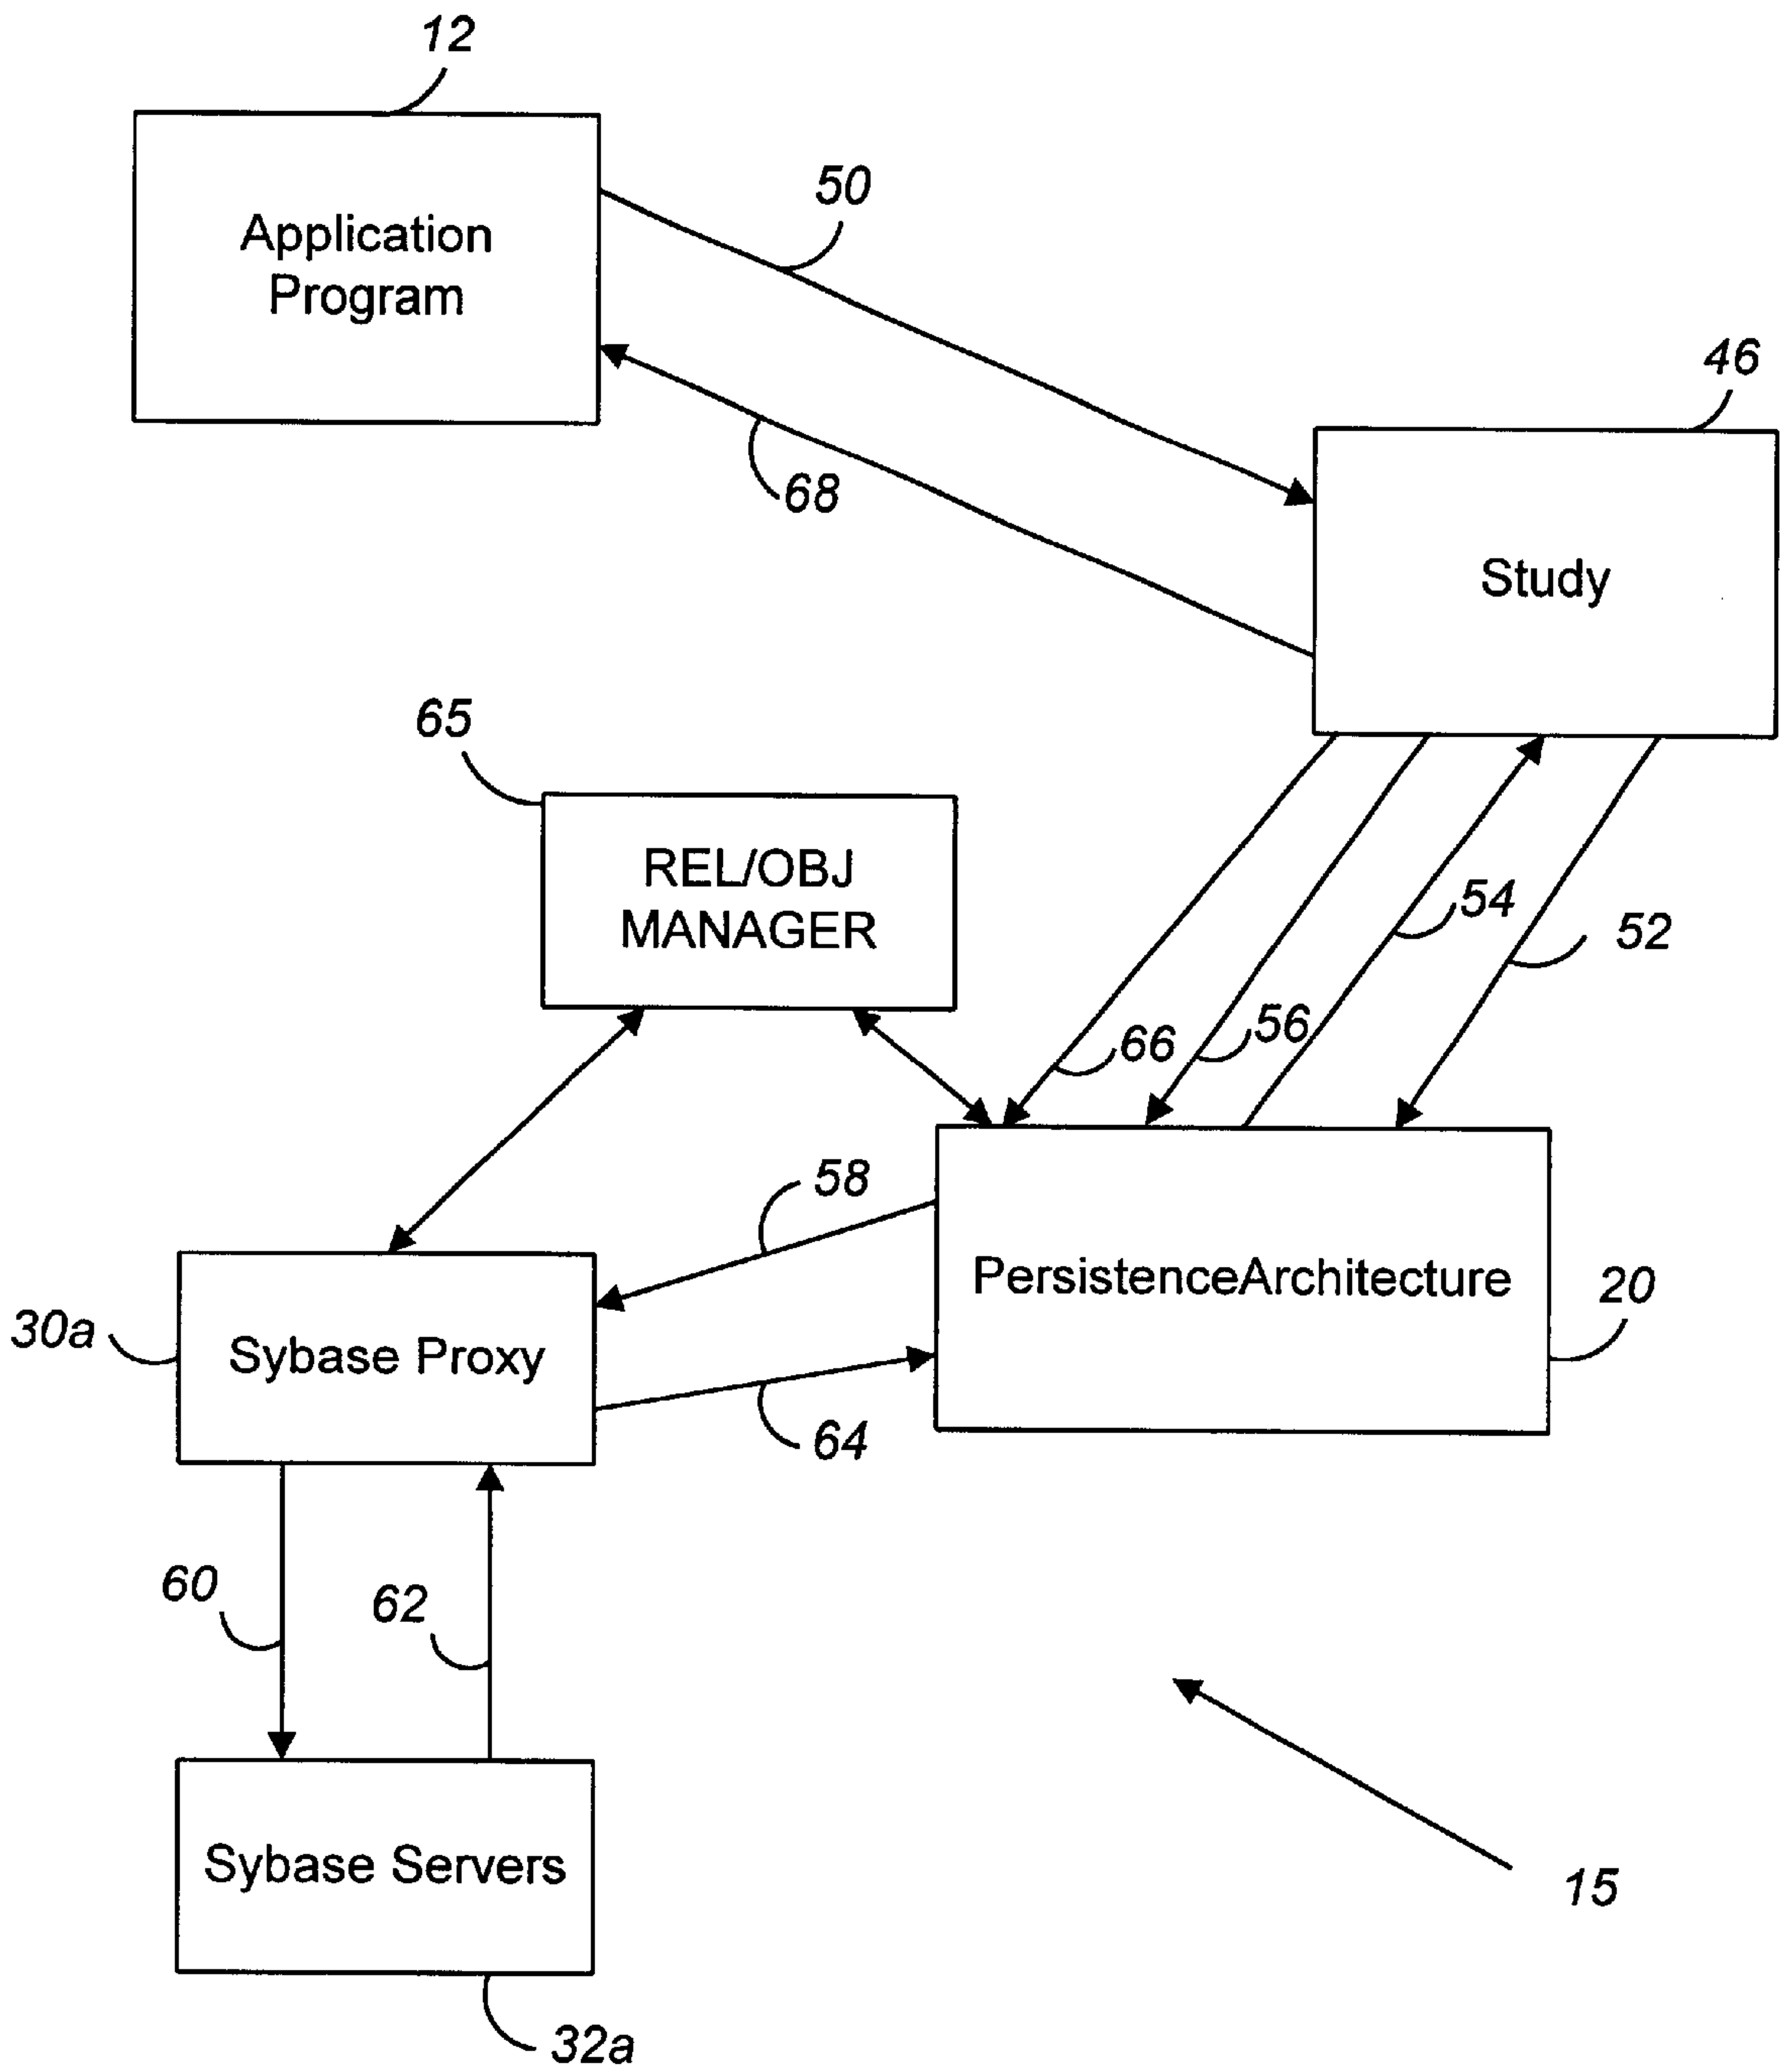 12
Application
Program
50
68
46
Study
65
REL/OBJ
MANAGER
54
52
56
66
58
PersistenceArchitecture
20
30a
Sybase Proxy
64
60
62
Sybase Servers
15
32a